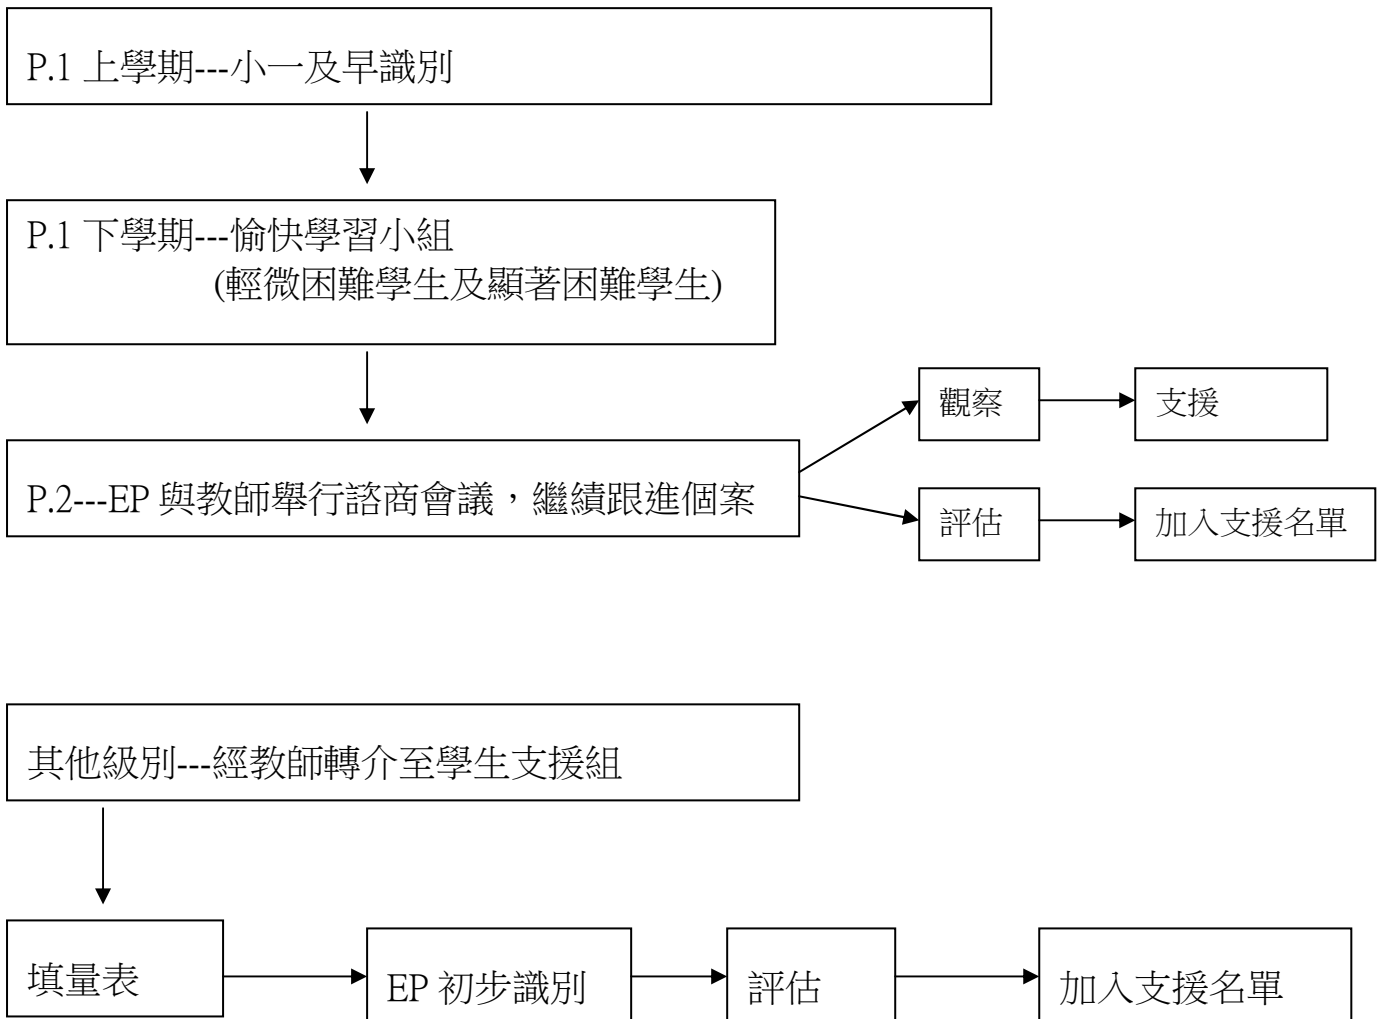 P.1 上學期---小一及早識別
P.1 下學期---愉快學習小組
(輕微困難學生及顯著困難學生)
觀察
支援
P.2---EP 與教師舉行諮商會議，繼續跟進個案
評估
加入支援名單
其他級別---經教師轉介至學生支援組
填量表
EP 初步識別
評估
加入支援名單